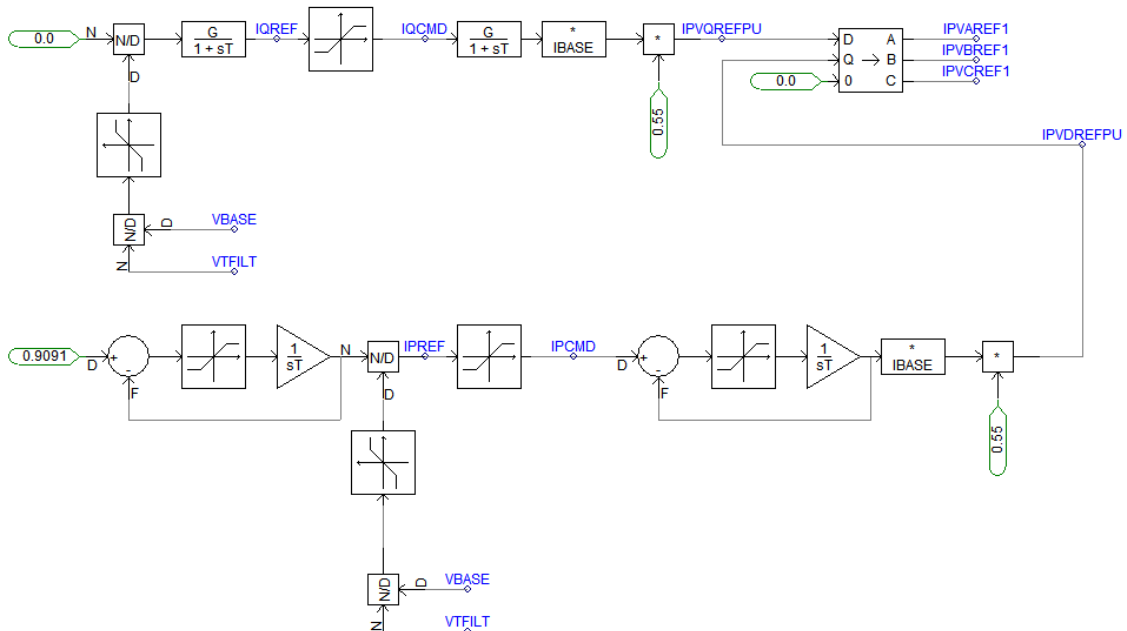 0.0
N
N/D
D
G
1 + sT
IQREF
IQCMD
G
1 + sT
*
IBASE
*
0.55
IPVQREFPU
D
Q
0
A
B
C
0.0
IPVAREF1
IPVBREF1
IPVCREF1
IPVDREFPU
N/D
D
N
VBASE
VTFILT
0.9091
D
+
-
F
1
sT
N
N/D
D
IPREF
IPCMD
D
+
-
F
1
sT
*
IBASE
*
0.55
N/D
D
N
VBASE
VTFILT